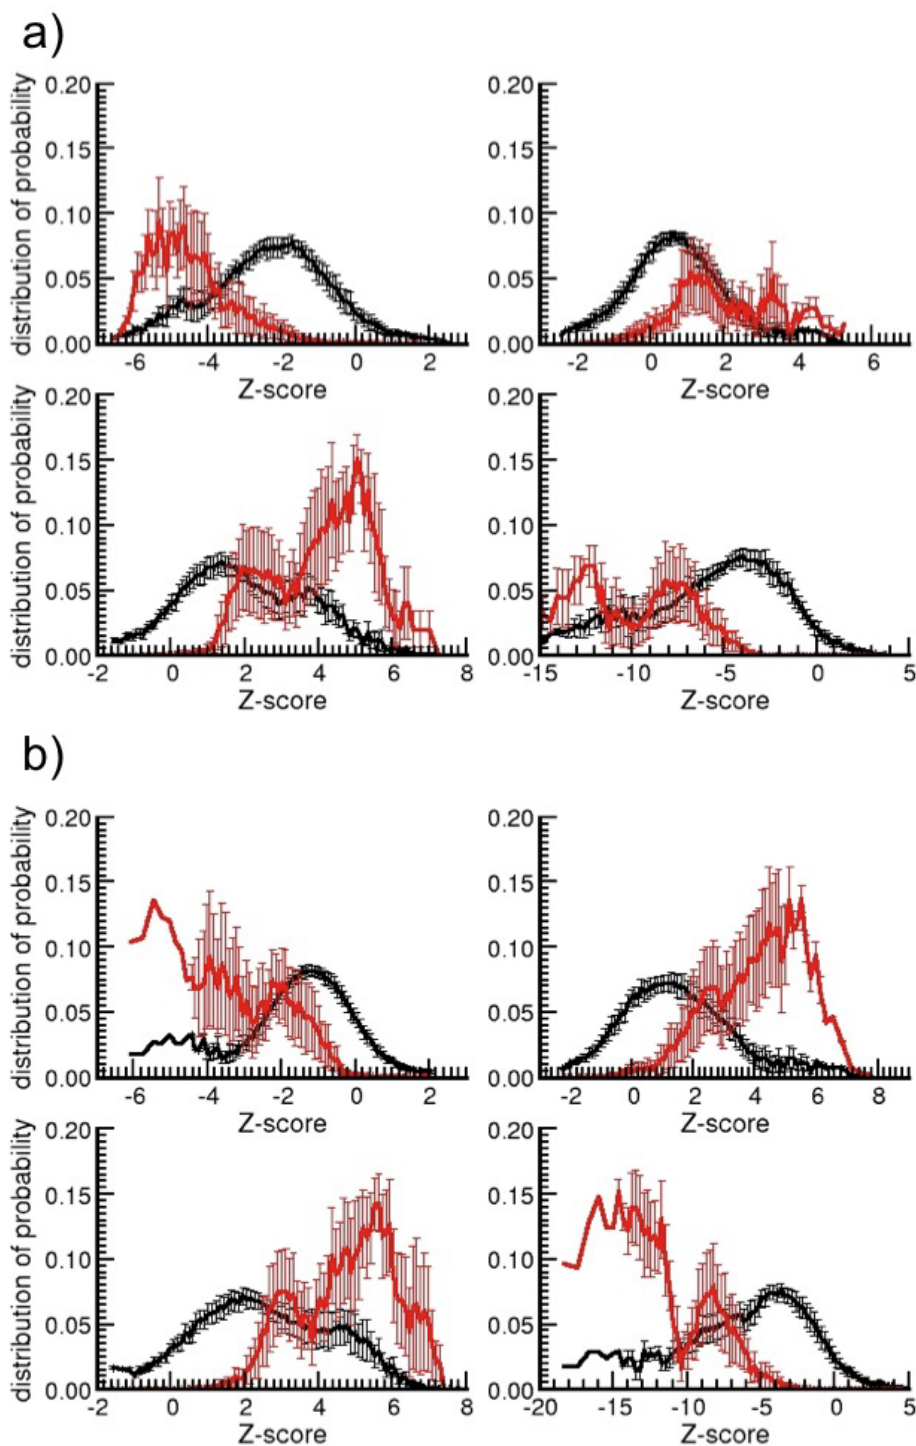 a)
distribution of probability
0.20 0.20
0.15 0.15
0.10 0.10
0.05 0.05
0.00 0.00
-6 -4 -2 0 2 -2 0 2 4 6
Z-score Z-score
distribution of probability
0.20 0.20
0.15 0.15
0.10 0.10
0.05 0.05
0.00 0.00
-2 0 2 4 6 8 -15 -10 -5 0 5
Z-score Z-score
b)
distribution of probability
0.20 0.20
0.15 0.15
0.10 0.10
0.05 0.05
0.00 0.00
-6 -4 -2 0 2 -2 0 2 4 6 8
Z-score Z-score
distribution of probability
0.20 0.20
0.15 0.15
0.10 0.10
0.05 0.05
0.00 0.00
-2 0 2 4 6 8 -20 -15 -10 -5 0 5
Z-score Z-score